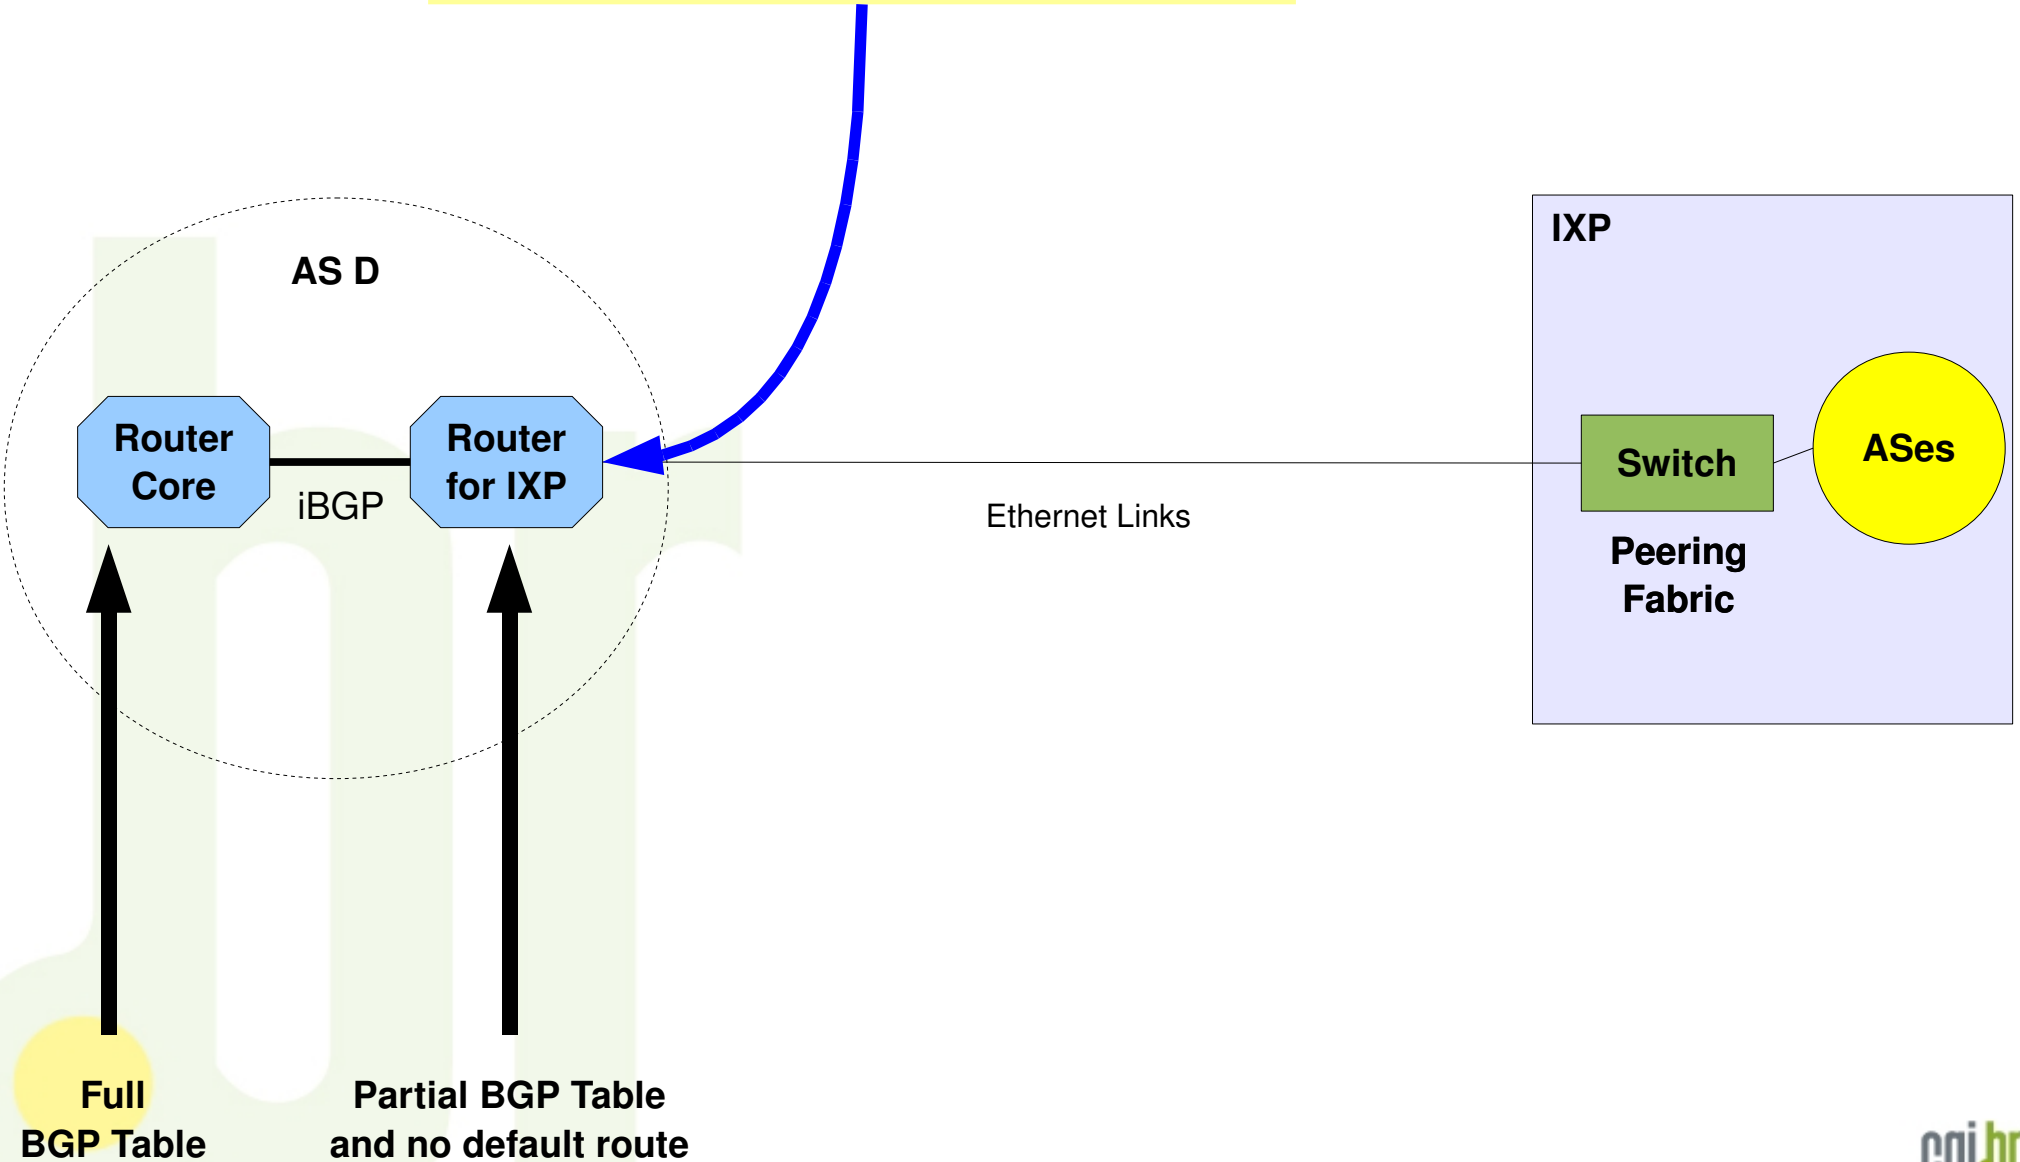 IXP
AS D
Router
Core
Router
for IXP
iBGP
Ethernet Links
Switch
ASes
Peering
Fabric
Full
BGP Table
Partial BGP Table
and no default route